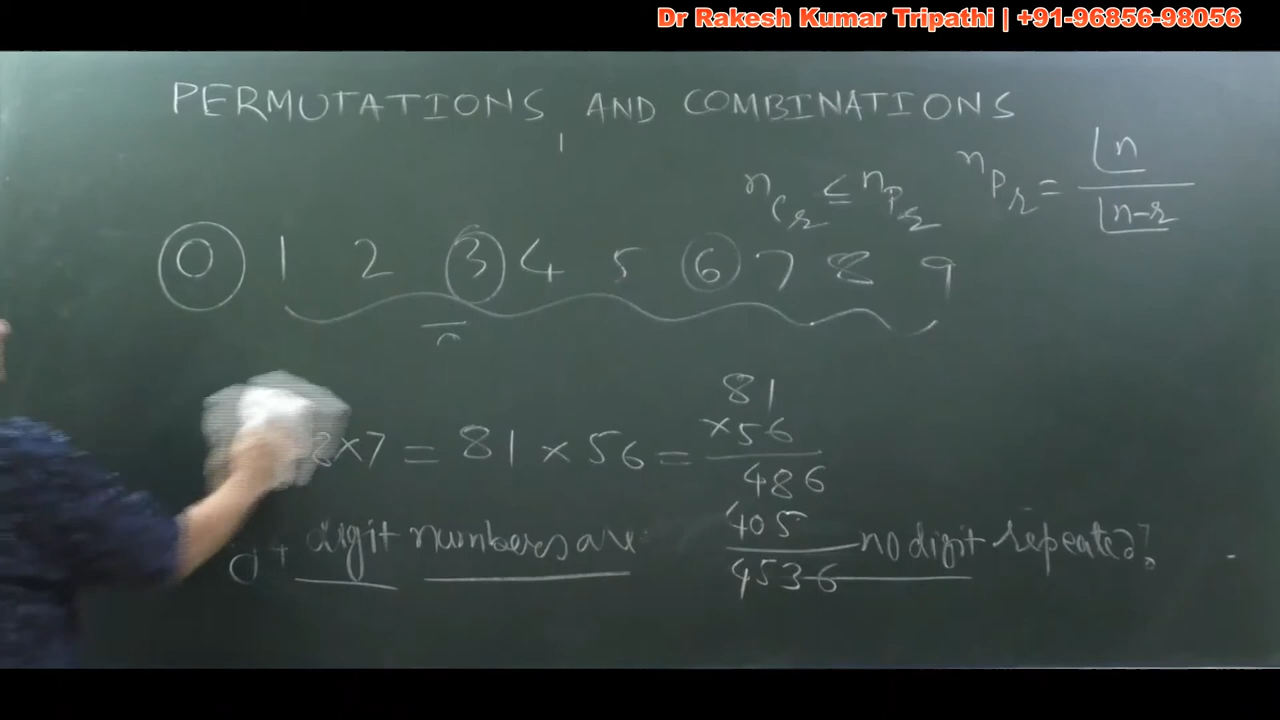 Dr Rakesh Kumar Tripathi | +91-96856-98056
PERMUTATIONS AND COMBINATIONS
nCr ≤ nPr nPr = ⌊n / ⌊n-r
0 1 2 3 4 5 6 7 8 9
8×7 = 81 × 56 =
81
×56
486
405
4536
digit numbers are no digit repeated?